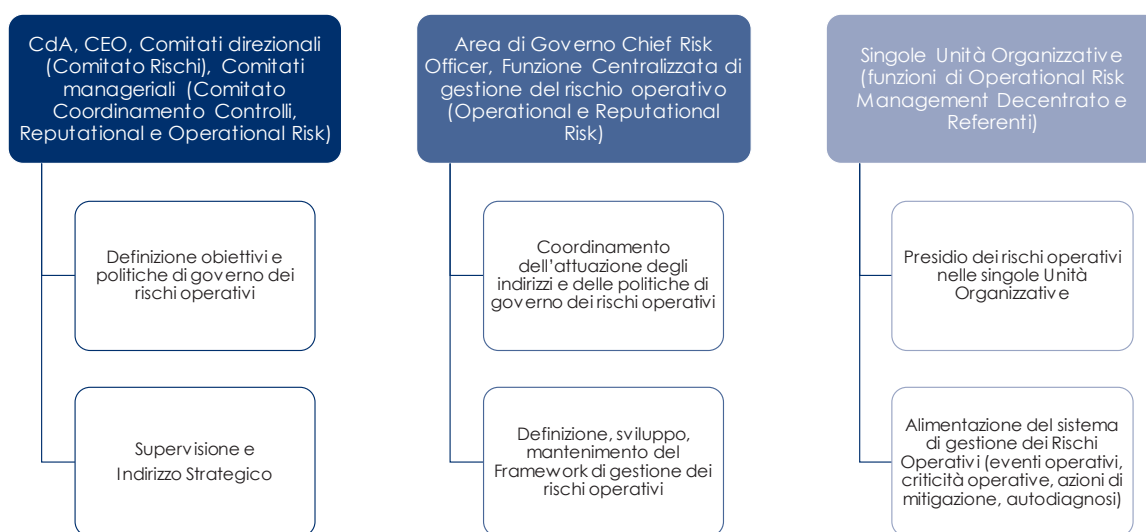 CdA, CEO, Comitati direzionali
(Comitato Rischi), Comitati
manageriali (Comitato
Coordinamento Controlli,
Reputational e Operational Risk)
Definizione obiettivi e
politiche di governo dei
rischi operativi
Supervisione e
Indirizzo Strategico
Area di Governo Chief Risk
Officer, Funzione Centralizzata di
gestione del rischio operativo
(Operational e Reputational
Risk)
Coordinamento
dell'attuazione degli
indirizzi e delle politiche di
governo dei rischi operativi
Definizione, sviluppo,
mantenimento del
Framework di gestione dei
rischi operativi
Singole Unità Organizzative
(funzioni di Operational Risk
Management Decentrato e
Referenti)
Presidio dei rischi operativi
nelle singole Unità
Organizzative
Alimentazione del sistema
di gestione dei Rischi
Operativi (eventi operativi,
criticità operative, azioni di
mitigazione, autodiagnosi)